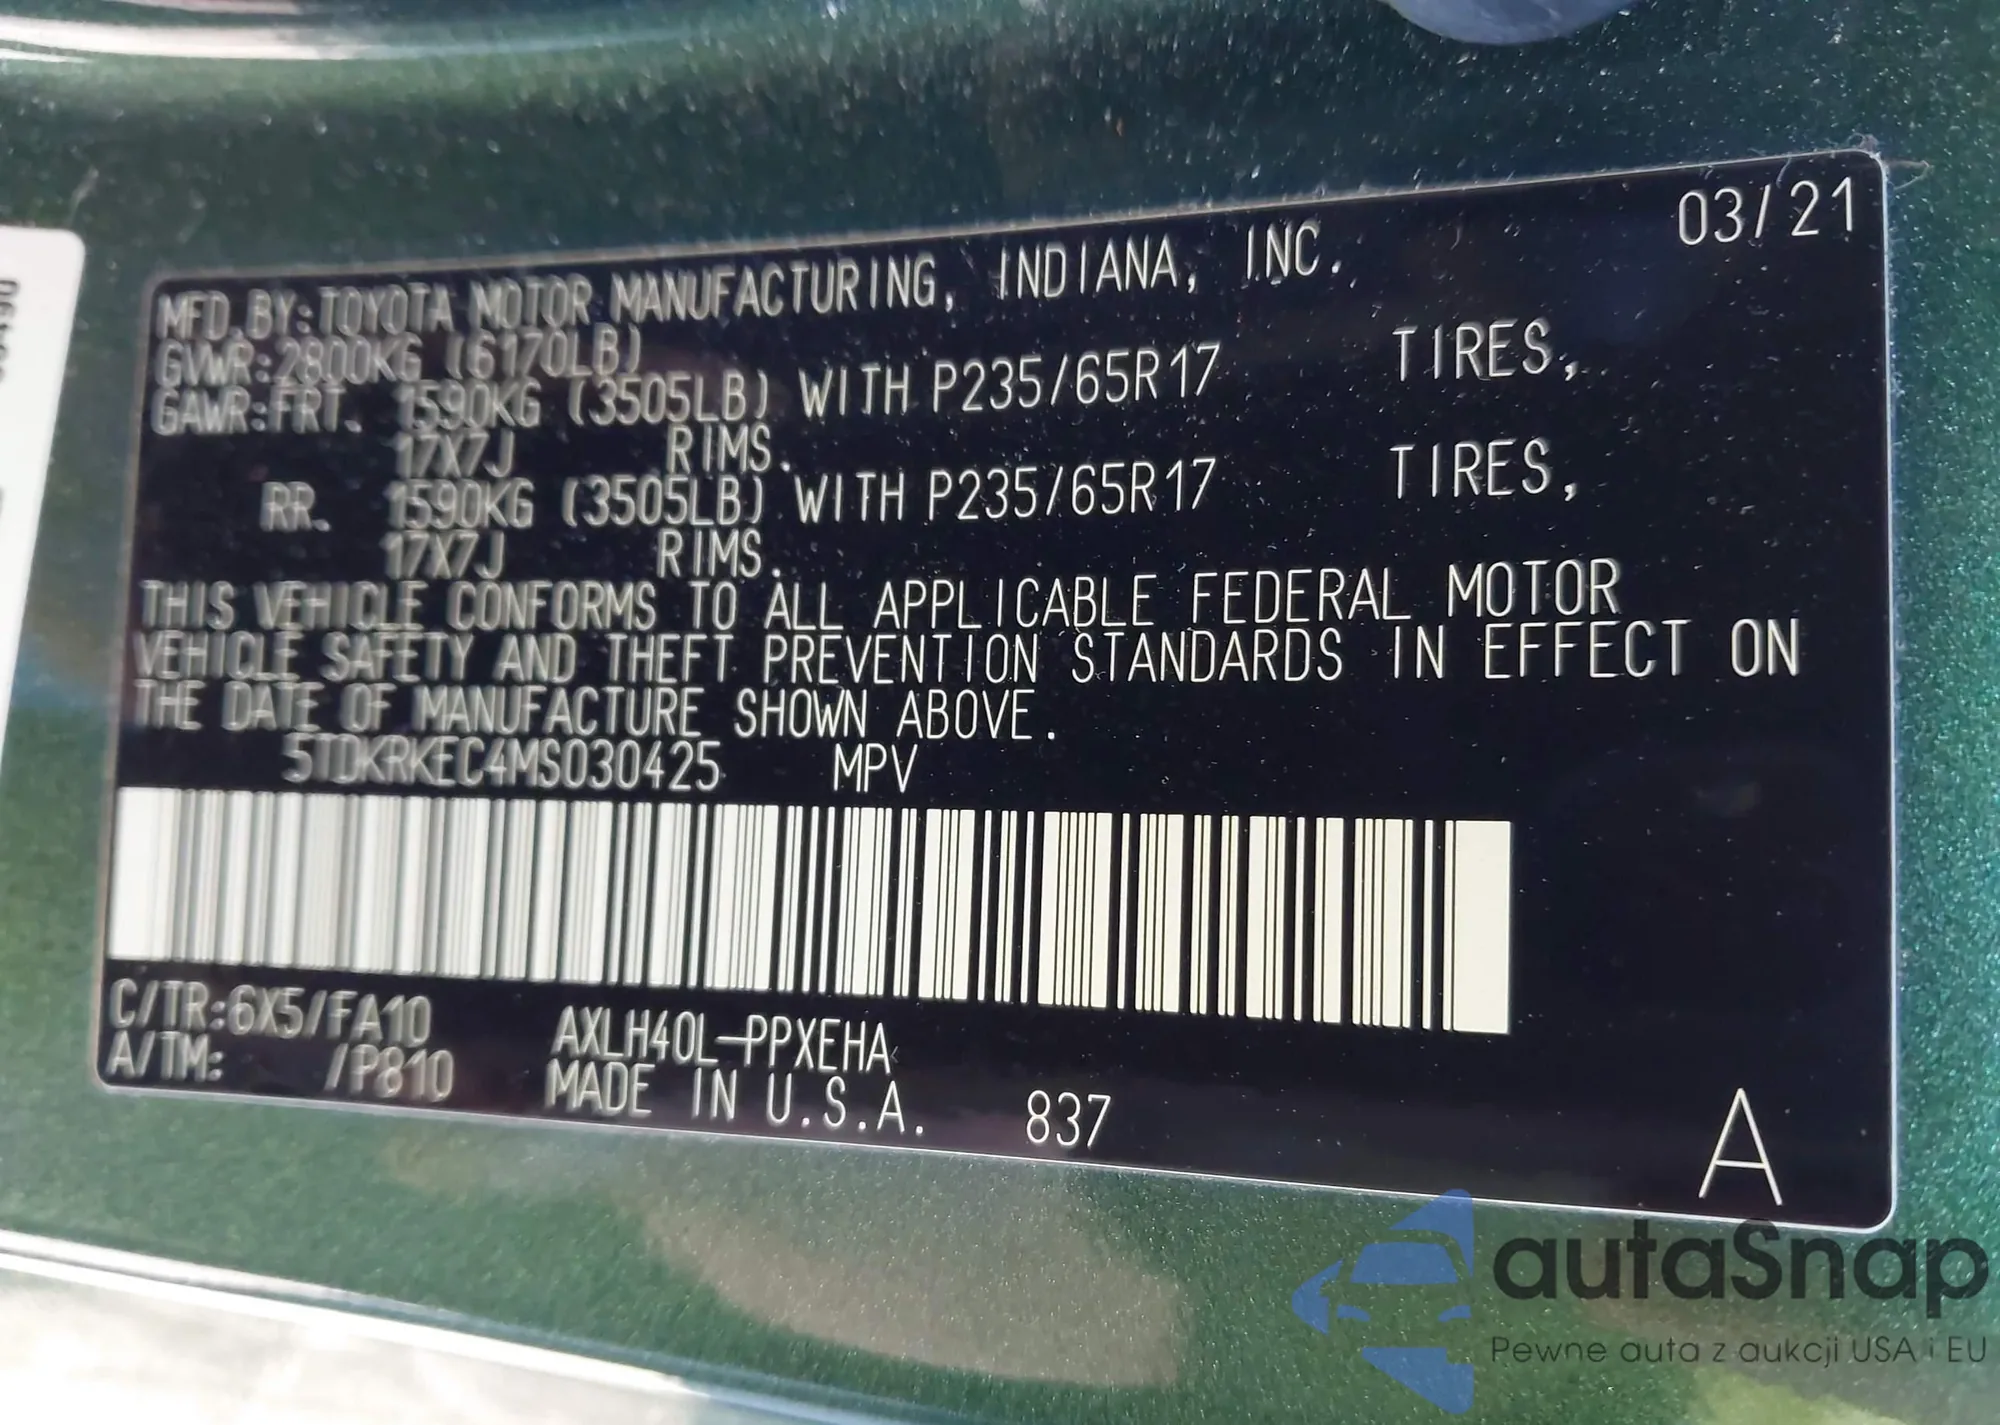 03/21
MFD.BY:TOYOTA MOTOR MANUFACTURING, INDIANA, INC.
GVWR:2800KG (6170LB)
GAWR:FRT. 1590KG (3505LB) WITH P235/65R17 TIRES,
17X7J RIMS.
RR. 1590KG (3505LB) WITH P235/65R17 TIRES,
17X7J RIMS.
THIS VEHICLE CONFORMS TO ALL APPLICABLE FEDERAL MOTOR
VEHICLE SAFETY AND THEFT PREVENTION STANDARDS IN EFFECT ON
THE DATE OF MANUFACTURE SHOWN ABOVE.
5TDKRKEC4MS030425 MPV
C/TR:6X5/FA10 AXLH40L-PPXEHA
A/TM: /P810 MADE IN U.S.A. 837
A
autaSnap
Pewne auta z aukcji USA i EU